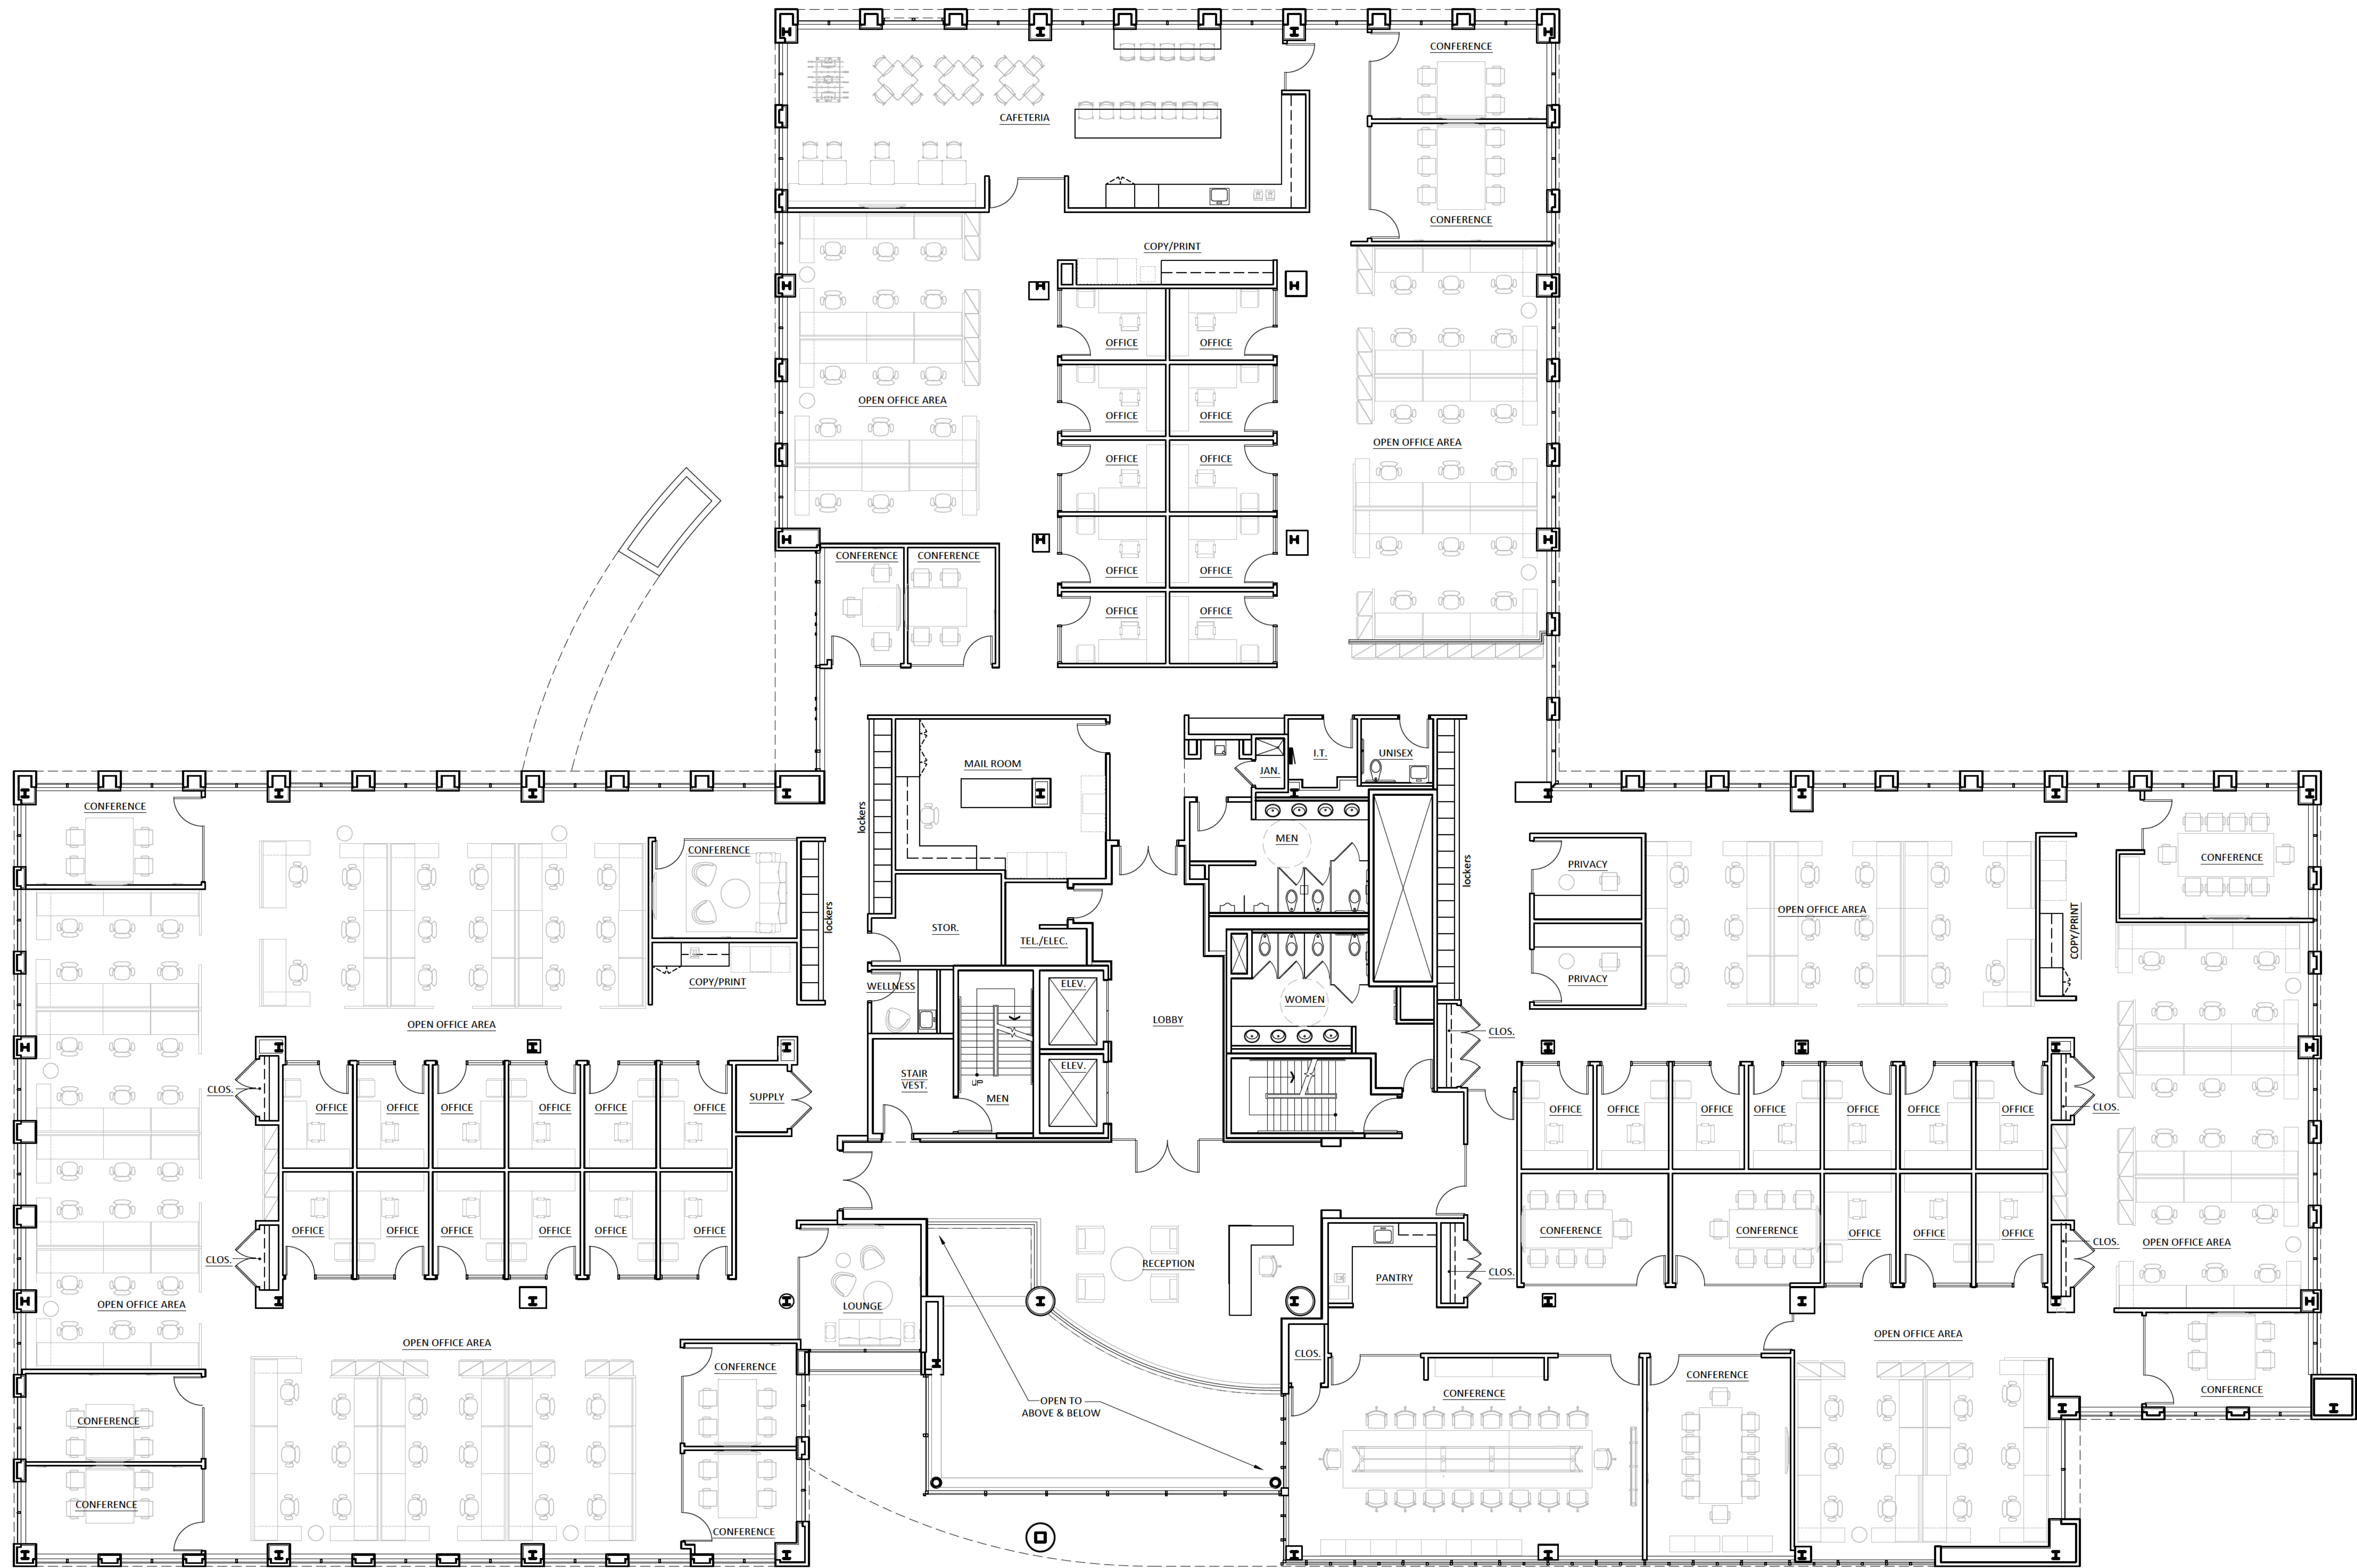 CONFERENCE
CAFETERIA
CONFERENCE
COPY/PRINT
OFFICE
OFFICE
OPEN OFFICE AREA
OFFICE
OFFICE
OPEN OFFICE AREA
OFFICE
OFFICE
CONFERENCE
CONFERENCE
OFFICE
OFFICE
OFFICE
OFFICE
MAIL ROOM
I.T.
UNISEX
JAN.
CONFERENCE
lockers
MEN
CONFERENCE
lockers
PRIVACY
CONFERENCE
lockers
STOR.
TEL./ELEC.
OPEN OFFICE AREA
COPY/PRINT
COPY/PRINT
WELLNESS
ELEV.
PRIVACY
WOMEN
OPEN OFFICE AREA
LOBBY
CLOS.
ELEV.
STAIR
VEST.
UP
MEN
CLOS.
OFFICE
OFFICE
OFFICE
OFFICE
OFFICE
OFFICE
SUPPLY
OFFICE
OFFICE
OFFICE
OFFICE
OFFICE
OFFICE
OFFICE
CLOS.
OFFICE
OFFICE
OFFICE
OFFICE
OFFICE
OFFICE
CONFERENCE
CONFERENCE
OFFICE
OFFICE
OFFICE
CLOS.
OPEN OFFICE AREA
CLOS.
RECEPTION
PANTRY
CLOS.
OPEN OFFICE AREA
LOUNGE
OPEN OFFICE AREA
OPEN OFFICE AREA
CONFERENCE
CLOS.
CONFERENCE
CONFERENCE
CONFERENCE
OPEN TO
ABOVE & BELOW
CONFERENCE
CONFERENCE
CONFERENCE